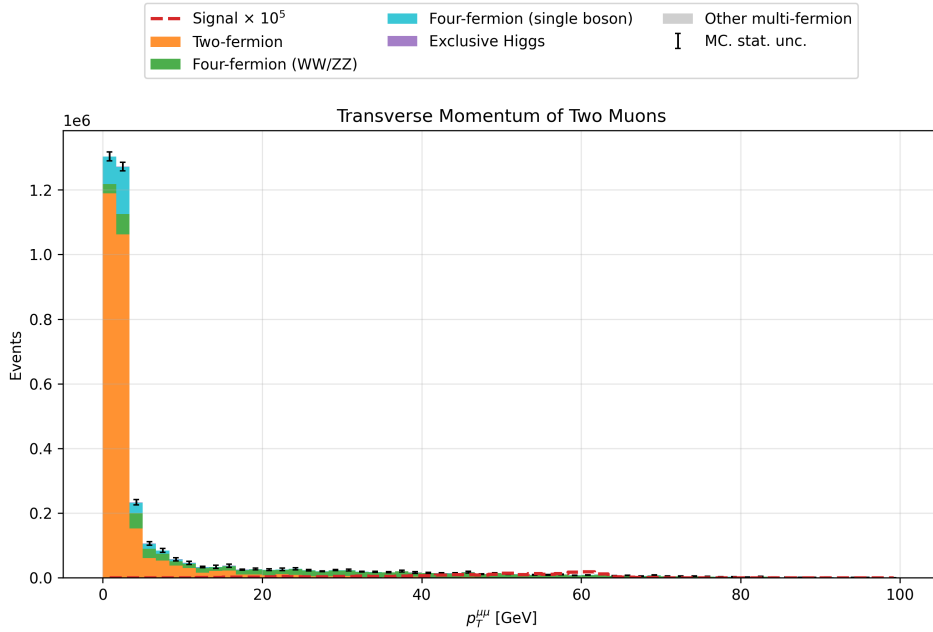 Signal × 10⁵
Two-fermion
Four-fermion (WW/ZZ)
Four-fermion (single boson)
Exclusive Higgs
Other multi-fermion
MC. stat. unc.
Transverse Momentum of Two Muons
1e6
1.2
1.0
0.8
0.6
0.4
0.2
0.0
Events
0 20 40 60 80 100
p_T^{μμ} [GeV]